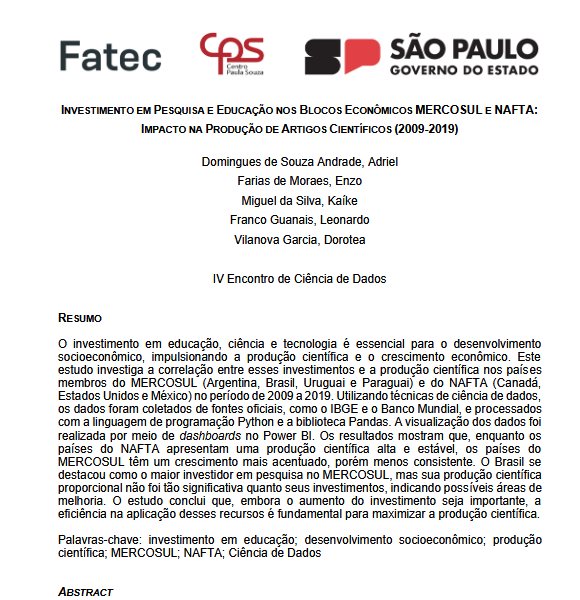 Fatec
CPS
Centro
Paula Souza
SP
SÃO PAULO
GOVERNO DO ESTADO
INVESTIMENTO EM PESQUISA E EDUCAÇÃO NOS BLOCOS ECONÔMICOS MERCOSUL E NAFTA:
IMPACTO NA PRODUÇÃO DE ARTIGOS CIENTÍFICOS (2009-2019)
Domingues de Souza Andrade, Adriel
Farias de Moraes, Enzo
Miguel da Silva, Kaíke
Franco Guanais, Leonardo
Vilanova Garcia, Dorotea
IV Encontro de Ciência de Dados
RESUMO
O investimento em educação, ciência e tecnologia é essencial para o desenvolvimento
socioeconômico, impulsionando a produção científica e o crescimento econômico. Este
estudo investiga a correlação entre esses investimentos e a produção científica nos países
membros do MERCOSUL (Argentina, Brasil, Uruguai e Paraguai) e do NAFTA (Canadá,
Estados Unidos e México) no período de 2009 a 2019. Utilizando técnicas de ciência de dados,
os dados foram coletados de fontes oficiais, como o IBGE e o Banco Mundial, e processados
com a linguagem de programação Python e a biblioteca Pandas. A visualização dos dados foi
realizada por meio de dashboards no Power BI. Os resultados mostram que, enquanto os
países do NAFTA apresentam uma produção científica alta e estável, os países do
MERCOSUL têm um crescimento mais acentuado, porém menos consistente. O Brasil se
destacou como o maior investidor em pesquisa no MERCOSUL, mas sua produção científica
proporcional não foi tão significativa quanto seus investimentos, indicando possíveis áreas de
melhoria. O estudo conclui que, embora o aumento do investimento seja importante, a
eficiência na aplicação desses recursos é fundamental para maximizar a produção científica.
Palavras-chave: investimento em educação; desenvolvimento socioeconômico; produção
científica; MERCOSUL; NAFTA; Ciência de Dados
ABSTRACT